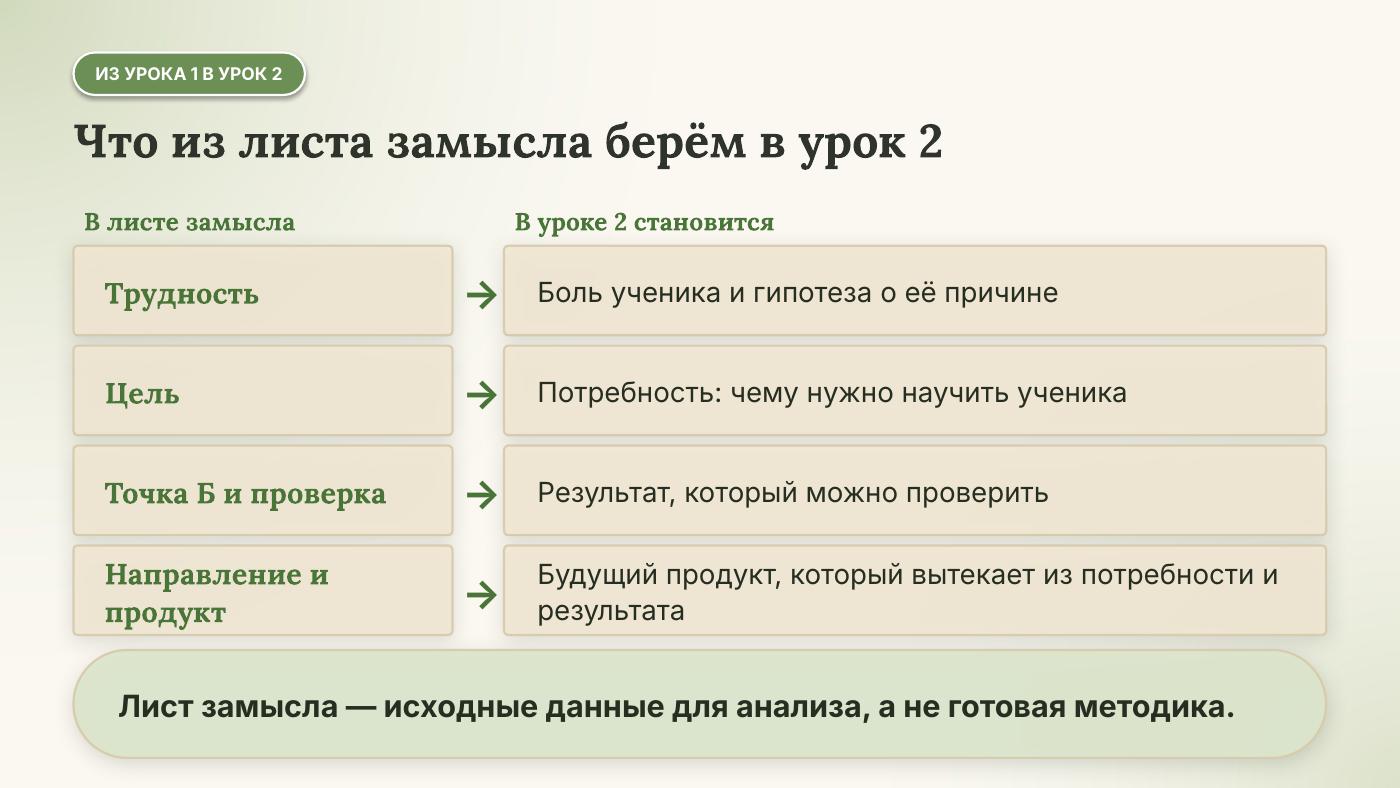 ИЗ УРОКА 1 В УРОК 2
Что из листа замысла берём в урок 2
В листе замысла
В уроке 2 становится
Трудность
→
Боль ученика и гипотеза о её причине
Цель
→
Потребность: чему нужно научить ученика
Точка Б и проверка
→
Результат, который можно проверить
Направление и
продукт
→
Будущий продукт, который вытекает из потребности и
результата
Лист замысла — исходные данные для анализа, а не готовая методика.